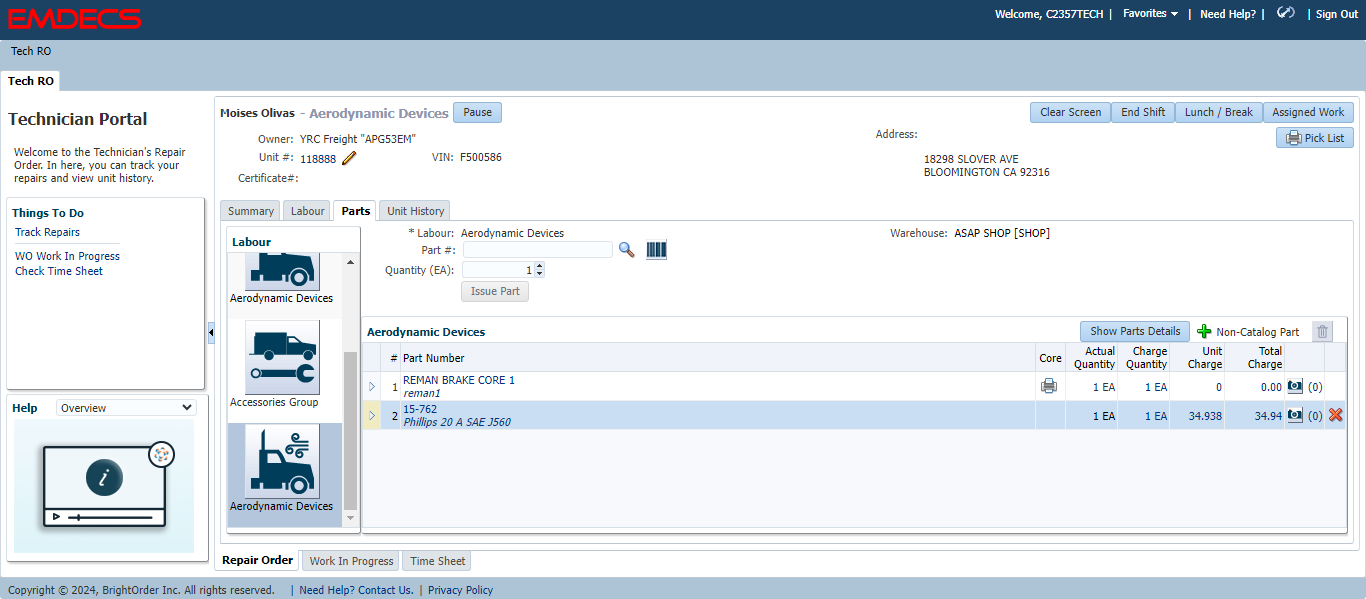 EMDECS
Welcome, C2357TECH | Favorites | Need Help? | | Sign Out
Tech RO
Tech RO
Technician Portal
Welcome to the Technician's Repair
Order. In here, you can track your
repairs and view unit history.
Things To Do
Track Repairs
WO Work In Progress
Check Time Sheet
Help Overview
Moises Olivas - Aerodynamic Devices Pause
Clear Screen End Shift Lunch / Break Assigned Work
Pick List
Owner: YRC Freight "APG53EM"
Unit #: 118888 VIN: F500586
Certificate#:
Address:
18298 SLOVER AVE
BLOOMINGTON CA 92316
Summary Labour Parts Unit History
Labour
Aerodynamic Devices
Accessories Group
Aerodynamic Devices
* Labour: Aerodynamic Devices
Warehouse: ASAP SHOP [SHOP]
Part #:
Quantity (EA): 1
Issue Part
Aerodynamic Devices Show Parts Details Non-Catalog Part
# Part Number Core Actual Quantity Charge Quantity Unit Charge Total Charge
1 REMAN BRAKE CORE 1 1 EA 1 EA 0 0.00 (0)
reman1
2 15-762 1 EA 1 EA 34.938 34.94 (0)
Phillips 20 A SAE J560
Repair Order Work In Progress Time Sheet
Copyright © 2024, BrightOrder Inc. All rights reserved. | Need Help? Contact Us. | Privacy Policy